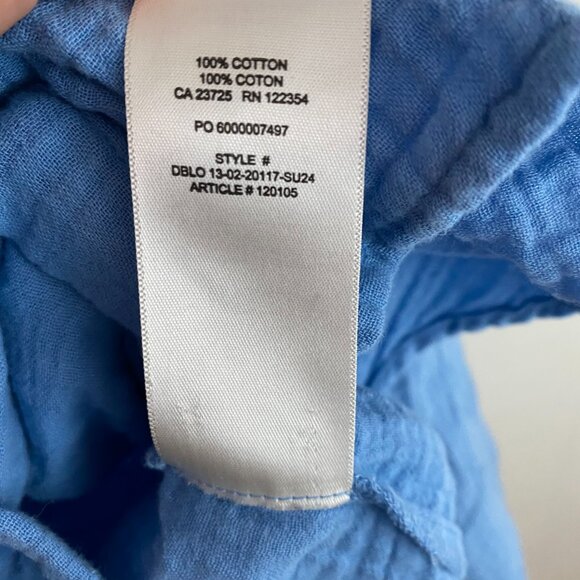 100% COTTON
100% COTON
CA 23725 RN 122354
PO 6000007497
STYLE #
DBLO 13-02-20117-SU24
ARTICLE # 120105